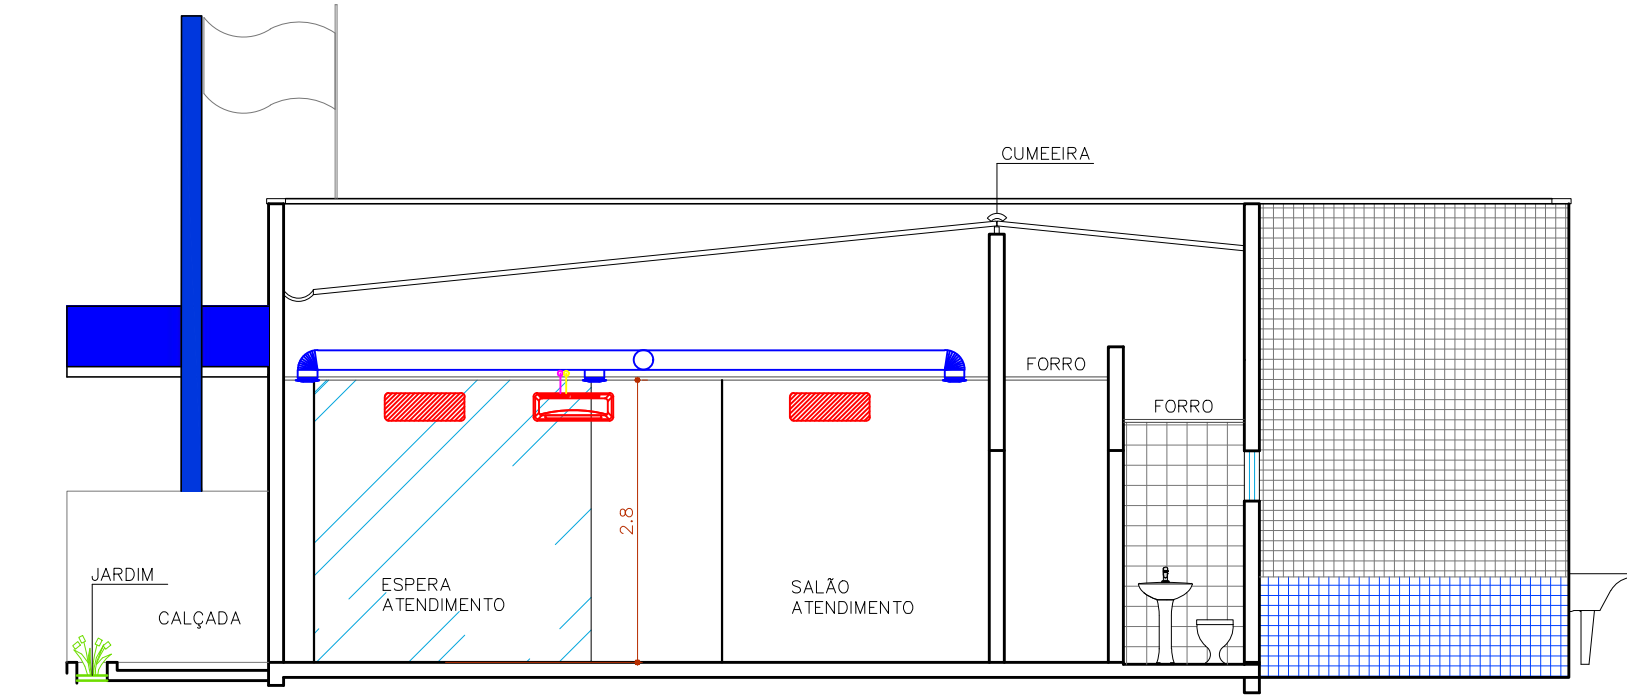 CUMEEIRA
FORRO
FORRO
2.8
JARDIM
CALÇADA
ESPERA
ATENDIMENTO
SALÃO
ATENDIMENTO